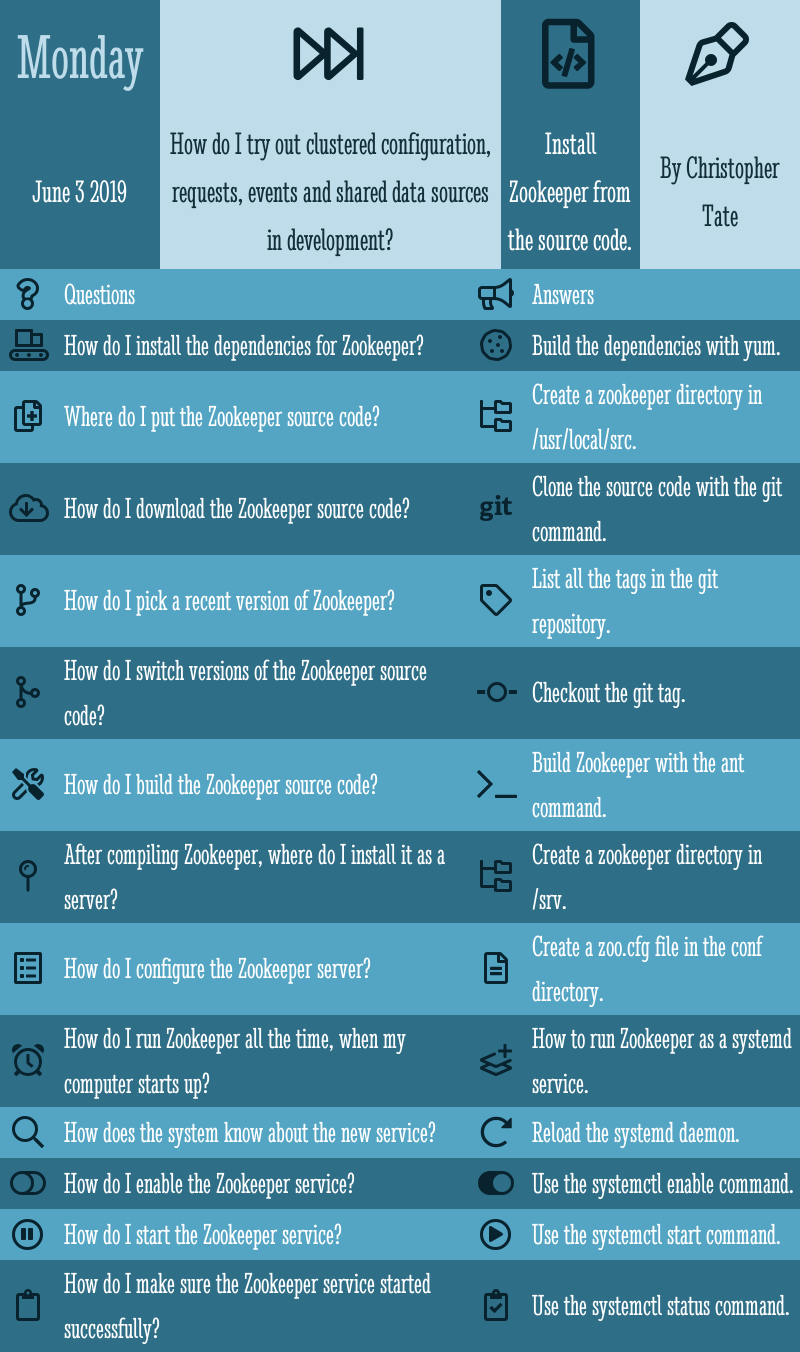 Monday
June 3 2019
How do I try out clustered configuration,
requests, events and shared data sources
in development?
Install
Zookeeper from
the source code.
By Christopher
Tate
Questions
Answers
How do I install the dependencies for Zookeeper?
Build the dependencies with yum.
Where do I put the Zookeeper source code?
Create a zookeeper directory in
/usr/local/src.
How do I download the Zookeeper source code?
git
Clone the source code with the git
command.
How do I pick a recent version of Zookeeper?
List all the tags in the git
repository.
How do I switch versions of the Zookeeper source
code?
Checkout the git tag.
How do I build the Zookeeper source code?
Build Zookeeper with the ant
command.
After compiling Zookeeper, where do I install it as a
server?
Create a zookeeper directory in
/srv.
How do I configure the Zookeeper server?
Create a zoo.cfg file in the conf
directory.
How do I run Zookeeper all the time, when my
computer starts up?
How to run Zookeeper as a systemd
service.
How does the system know about the new service?
Reload the systemd daemon.
How do I enable the Zookeeper service?
Use the systemctl enable command.
How do I start the Zookeeper service?
Use the systemctl start command.
How do I make sure the Zookeeper service started
successfully?
Use the systemctl status command.